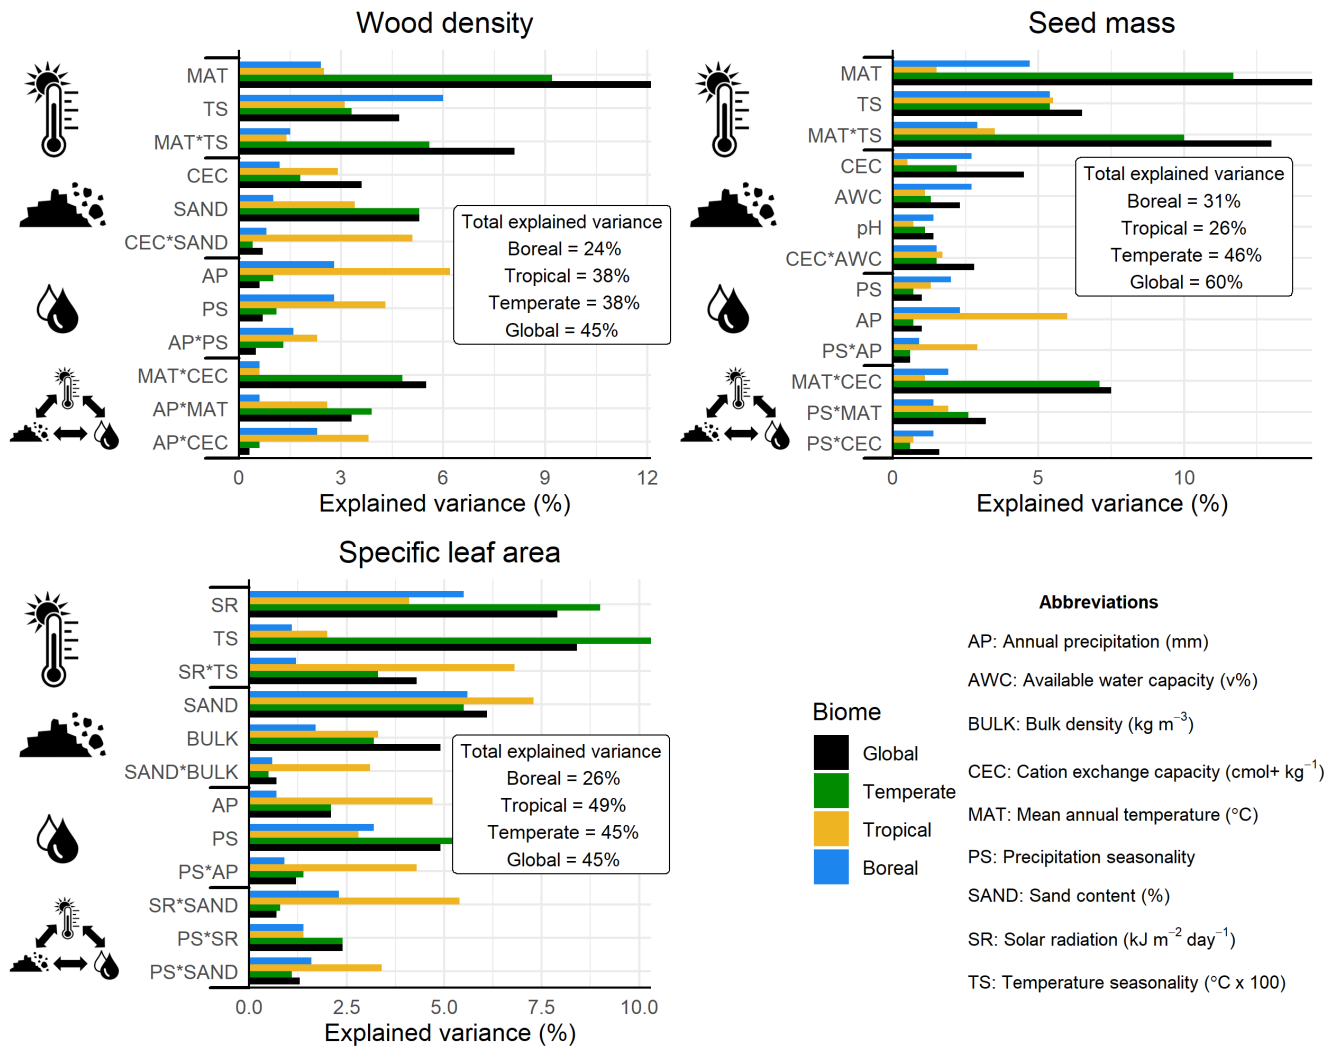 Wood density
MAT
TS
MAT*TS
CEC
SAND
CEC*SAND
AP
PS
AP*PS
MAT*CEC
AP*MAT
AP*CEC
Total explained variance
Boreal = 24%
Tropical = 38%
Temperate = 38%
Global = 45%
0 3 6 9 12
Explained variance (%)
Seed mass
MAT
TS
MAT*TS
CEC
AWC
pH
CEC*AWC
PS
AP
PS*AP
MAT*CEC
PS*MAT
PS*CEC
Total explained variance
Boreal = 31%
Tropical = 26%
Temperate = 46%
Global = 60%
0 5 10
Explained variance (%)
Specific leaf area
SR
TS
SR*TS
SAND
BULK
SAND*BULK
AP
PS
PS*AP
SR*SAND
PS*SR
PS*SAND
Total explained variance
Boreal = 26%
Tropical = 49%
Temperate = 45%
Global = 45%
0.0 2.5 5.0 7.5 10.0
Explained variance (%)
Biome
Global
Temperate
Tropical
Boreal
Abbreviations
AP: Annual precipitation (mm)
AWC: Available water capacity (v%)
BULK: Bulk density (kg m⁻³)
CEC: Cation exchange capacity (cmol+ kg⁻¹)
MAT: Mean annual temperature (°C)
PS: Precipitation seasonality
SAND: Sand content (%)
SR: Solar radiation (kJ m⁻² day⁻¹)
TS: Temperature seasonality (°C x 100)